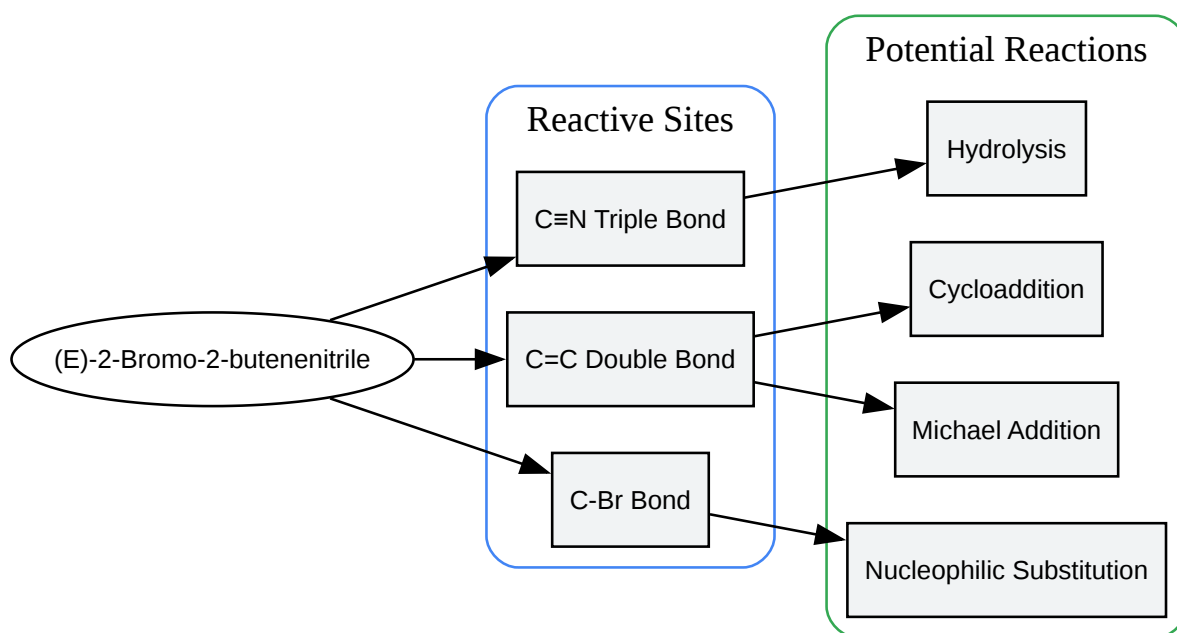 Potential Reactions
Reactive Sites
Hydrolysis
C≡N Triple Bond
Cycloaddition
(E)-2-Bromo-2-butenenitrile
C=C Double Bond
Michael Addition
C-Br Bond
Nucleophilic Substitution